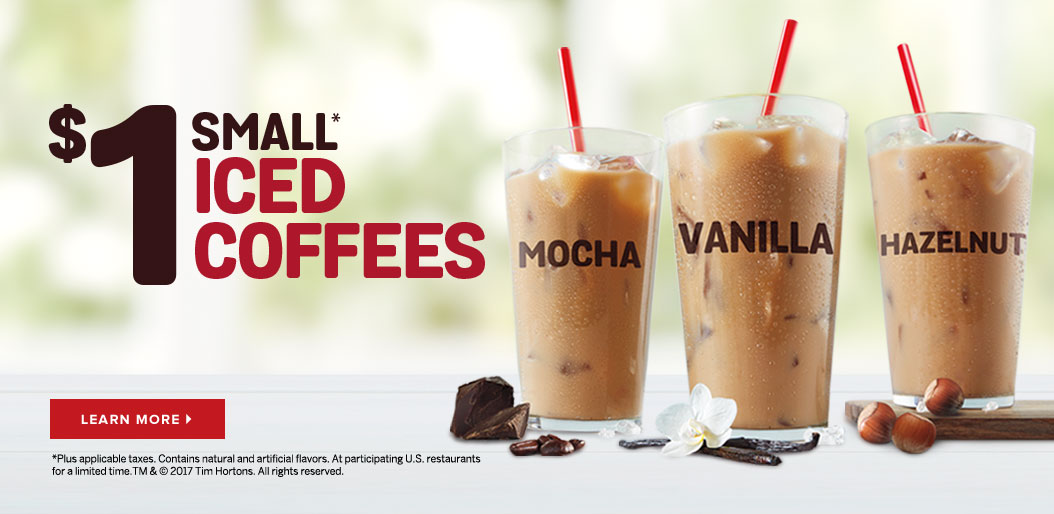 $1 SMALL*
ICED
COFFEES
MOCHA
VANILLA
HAZELNUT
LEARN MORE
*Plus applicable taxes. Contains natural and artificial flavors. At participating U.S. restaurants
for a limited time.TM & © 2017 Tim Hortons. All rights reserved.